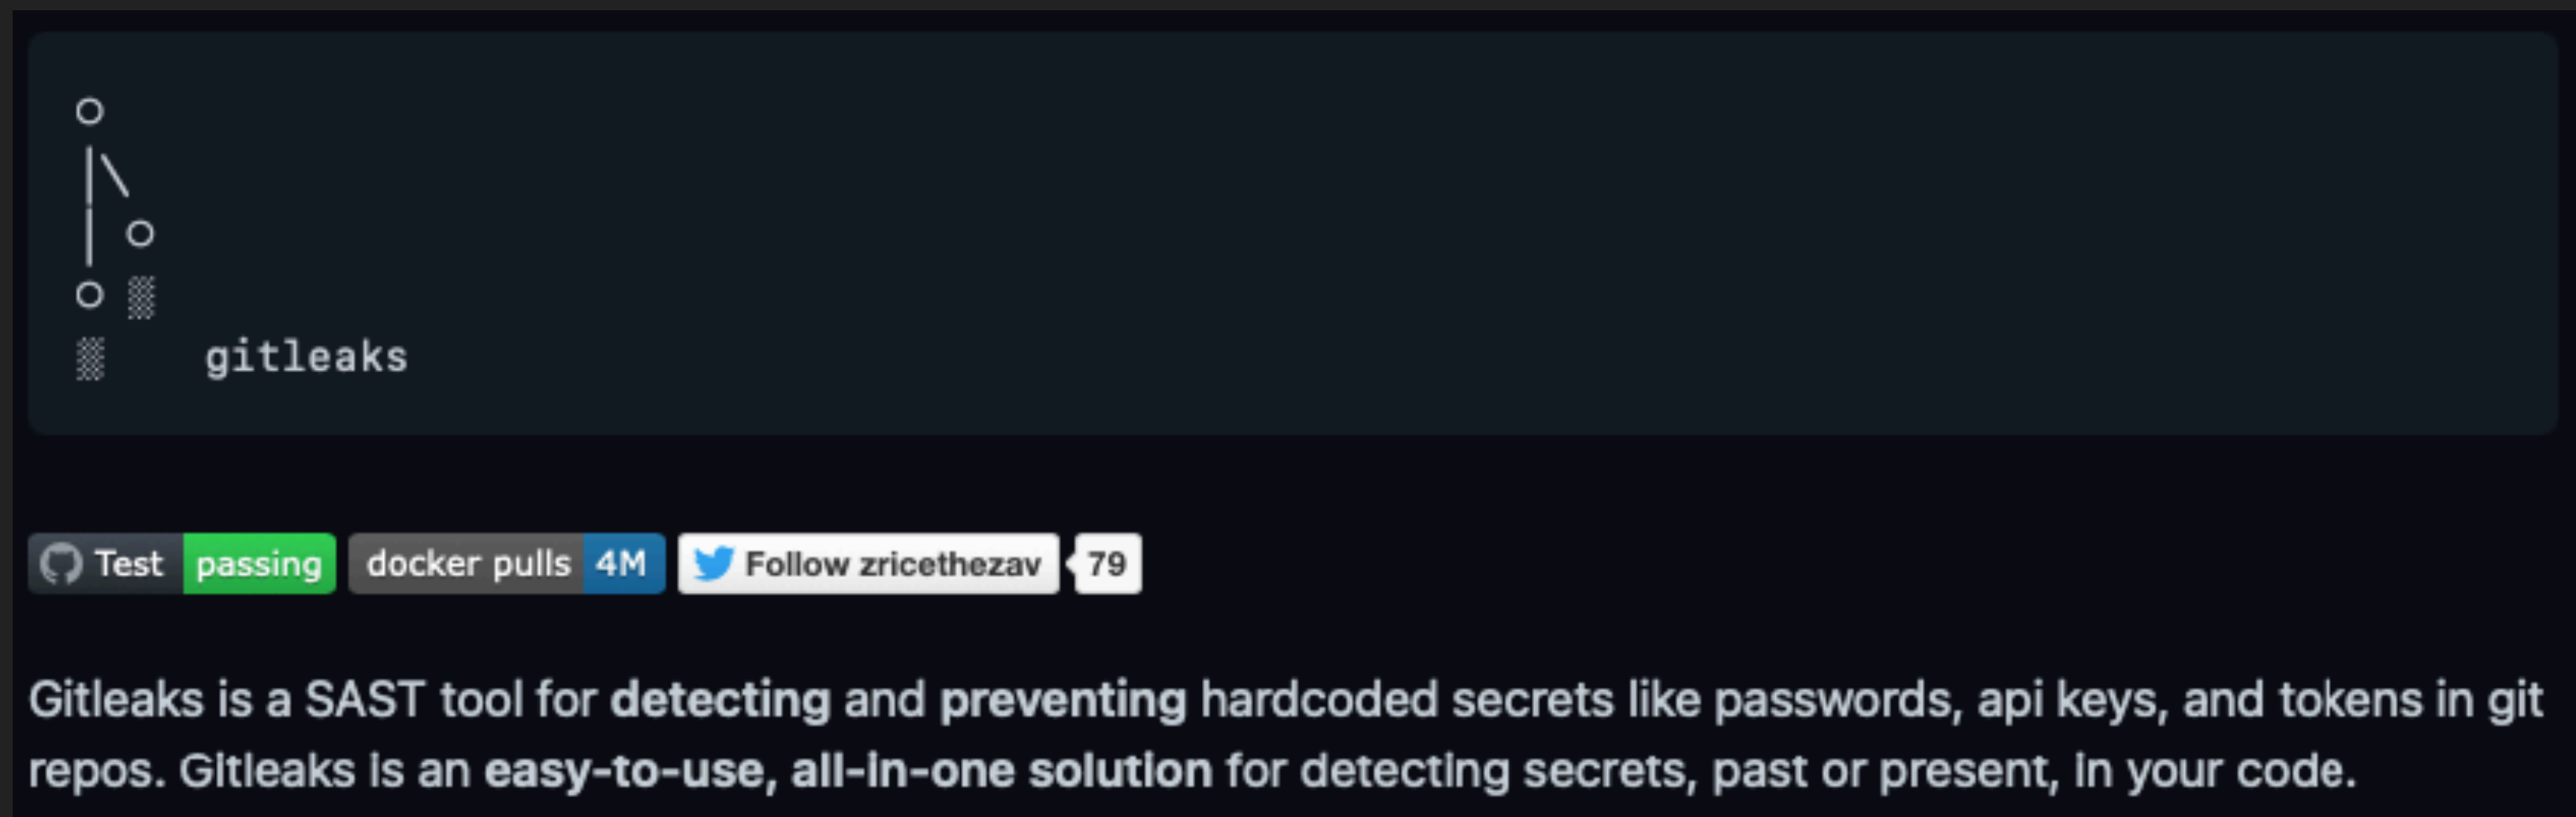 ○
│╲
│ ○
○ ░
░    gitleaks
Test passing docker pulls 4M Follow zricethezav 79
Gitleaks is a SAST tool for detecting and preventing hardcoded secrets like passwords, api keys, and tokens in git
repos. Gitleaks is an easy-to-use, all-in-one solution for detecting secrets, past or present, in your code.